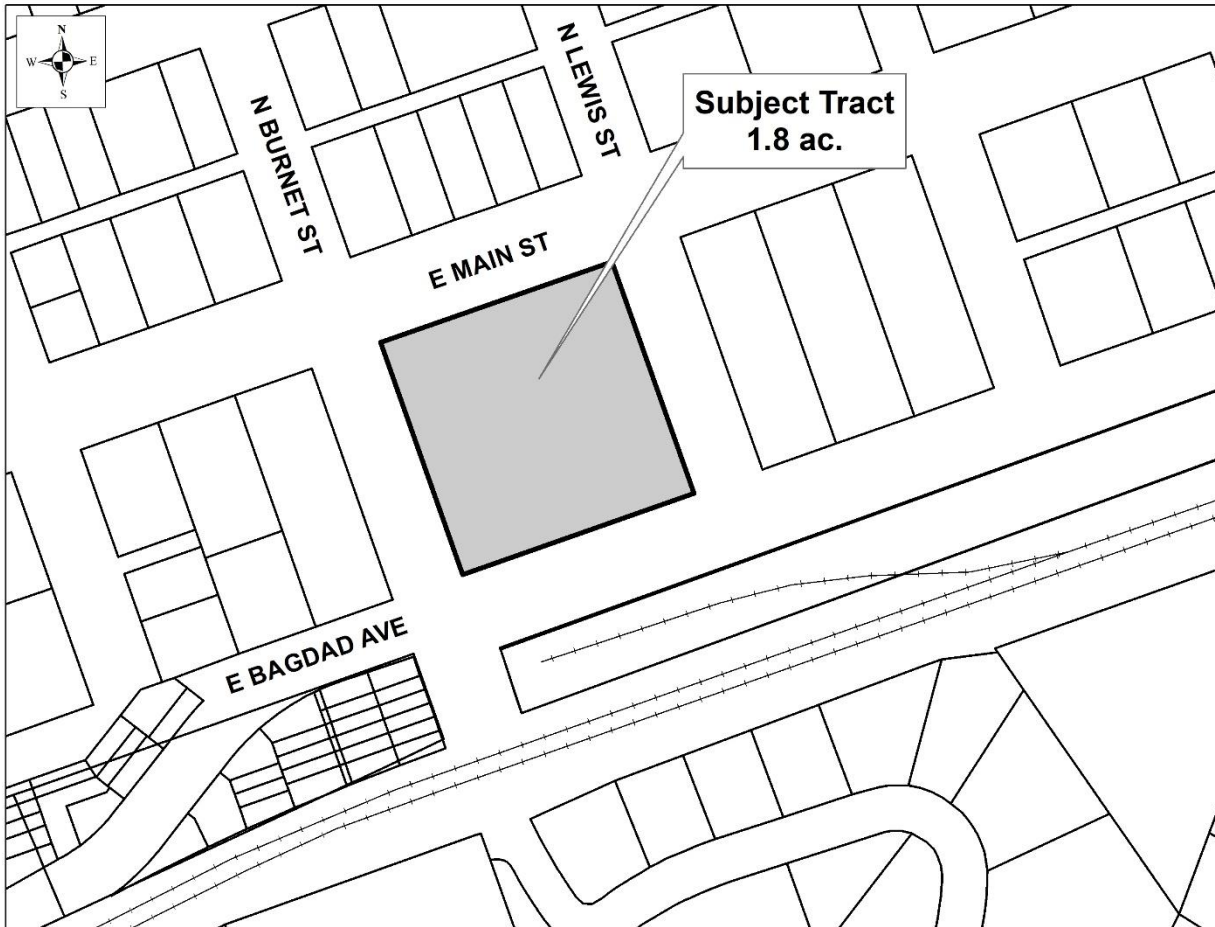 N
W E
S
N BURNET ST
N LEWIS ST
Subject Tract
1.8 ac.
E MAIN ST
E BAGDAD AVE